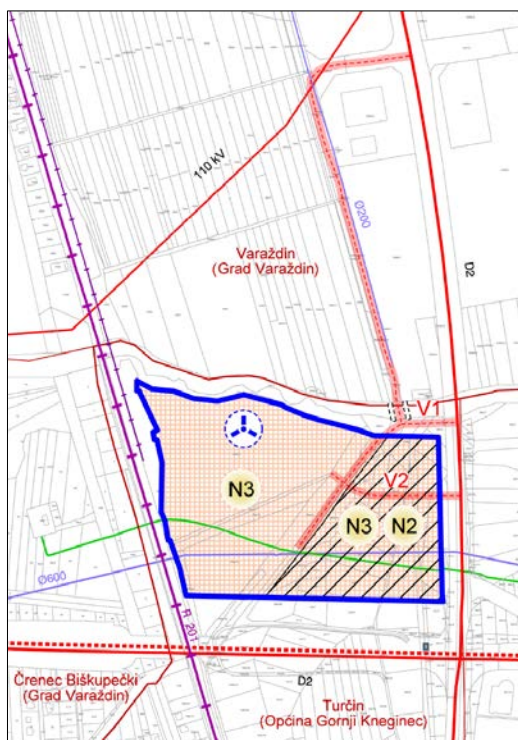 110 kV
Ø200
Varaždin
(Grad Varaždin)
D2
V1
V2
N3
N3
N2
Ø600
R 201
Črenec Biškupečki
(Grad Varaždin)
D2
Turčin
(Općina Gornji Kneginec)